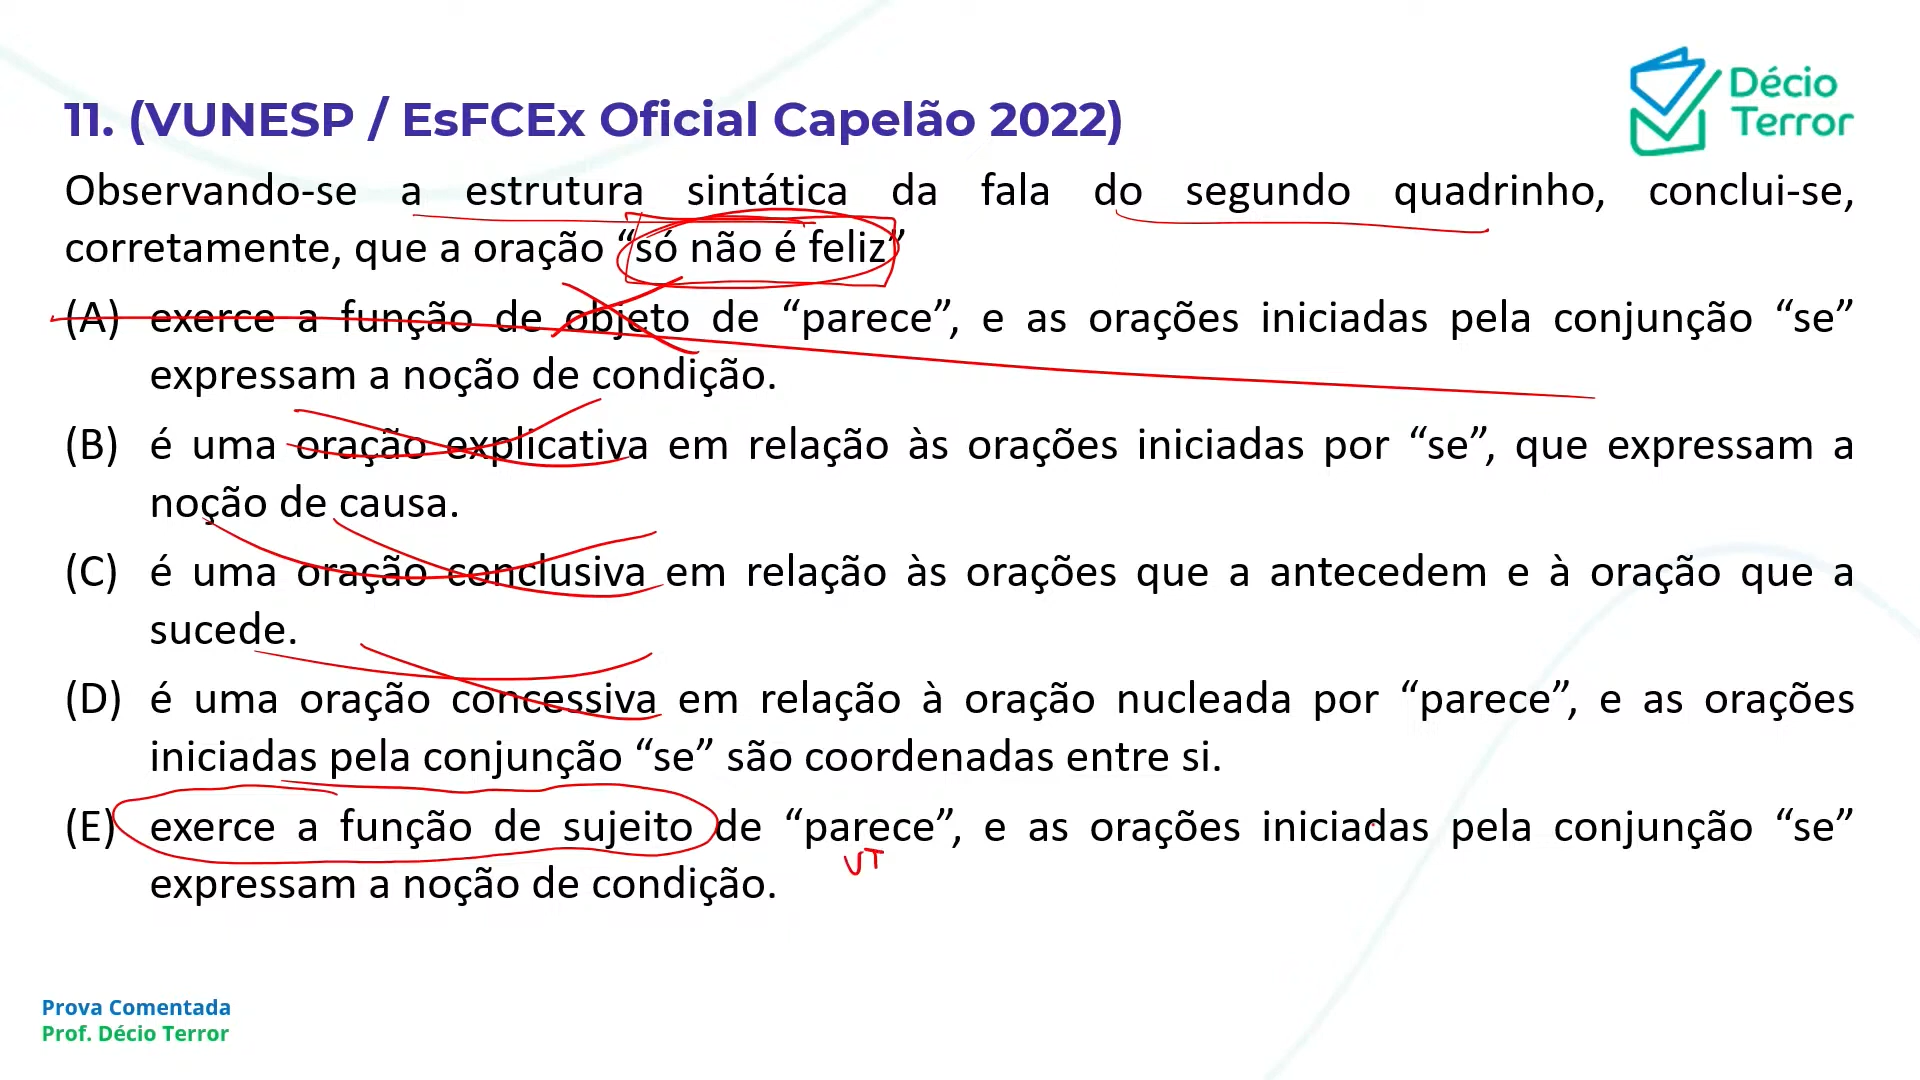 Décio
Terror
11. (VUNESP / EsFCEx Oficial Capelão 2022)
Observando-se a estrutura sintática da fala do segundo quadrinho, conclui-se,
corretamente, que a oração “só não é feliz”
(A) exerce a função de objeto de “parece”, e as orações iniciadas pela conjunção “se”
expressam a noção de condição.
(B) é uma oração explicativa em relação às orações iniciadas por “se”, que expressam a
noção de causa.
(C) é uma oração conclusiva em relação às orações que a antecedem e à oração que a
sucede.
(D) é uma oração concessiva em relação à oração nucleada por “parece”, e as orações
iniciadas pela conjunção “se” são coordenadas entre si.
(E) exerce a função de sujeito de “parece”, e as orações iniciadas pela conjunção “se”
VT
expressam a noção de condição.
Prova Comentada
Prof. Décio Terror